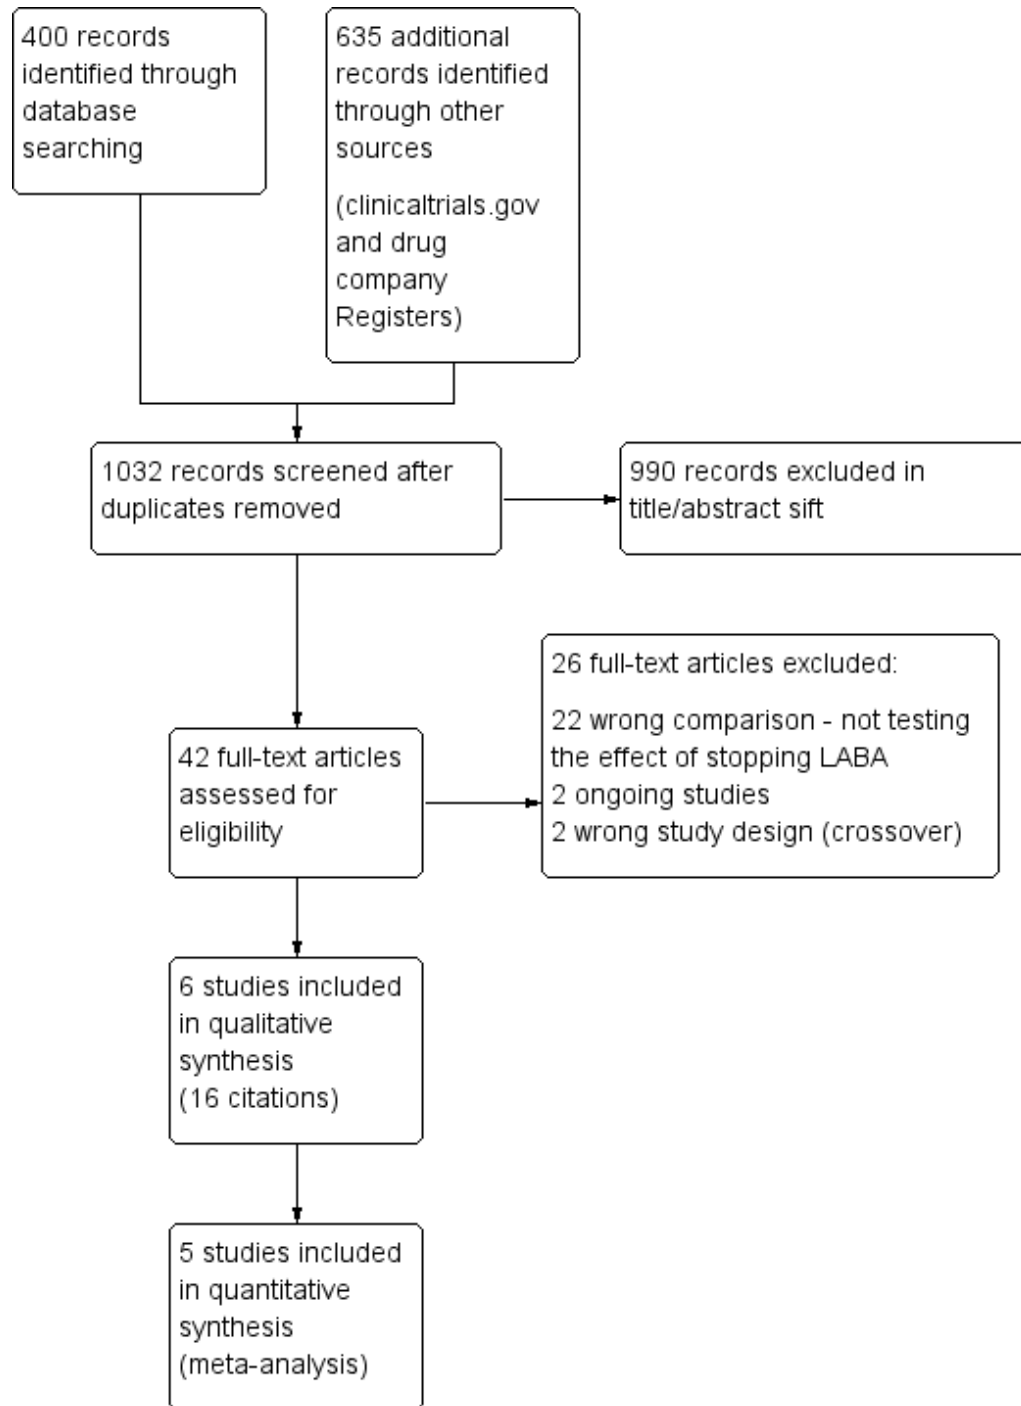 400 records
identified through
database
searching
635 additional
records identified
through other
sources
(clinicaltrials.gov
and drug
company
Registers)
1032 records screened after
duplicates removed
990 records excluded in
title/abstract sift
26 full-text articles excluded:
22 wrong comparison - not testing
the effect of stopping LABA
2 ongoing studies
2 wrong study design (crossover)
42 full-text articles
assessed for
eligibility
6 studies included
in qualitative
synthesis
(16 citations)
5 studies included
in quantitative
synthesis
(meta-analysis)